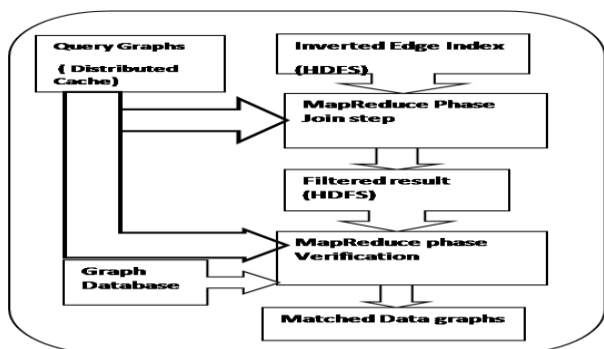 Query Graphs
( Distributed
Cache)
Inverted Edge Index
(HDFS)
MapReduce Phase
Join step
Filtered result
(HDFS)
MapReduce phase
Verification
Graph
Database
Matched Data graphs